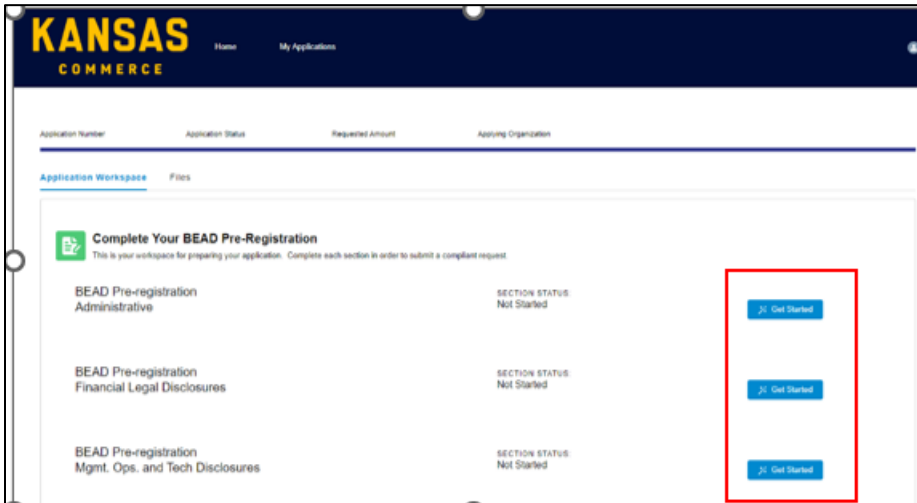 KANSAS
COMMERCE
Home My Applications
Application Number Application Status Requested Amount Applying Organization
Application Workspace Files
Complete Your BEAD Pre-Registration
This is your workspace for preparing your application. Complete each section in order to submit a compliant request
BEAD Pre-registration SECTION STATUS:
Administrative Not Started
Get Started
BEAD Pre-registration SECTION STATUS:
Financial Legal Disclosures Not Started
Get Started
BEAD Pre-registration SECTION STATUS:
Mgmt. Ops. and Tech Disclosures Not Started
Get Started